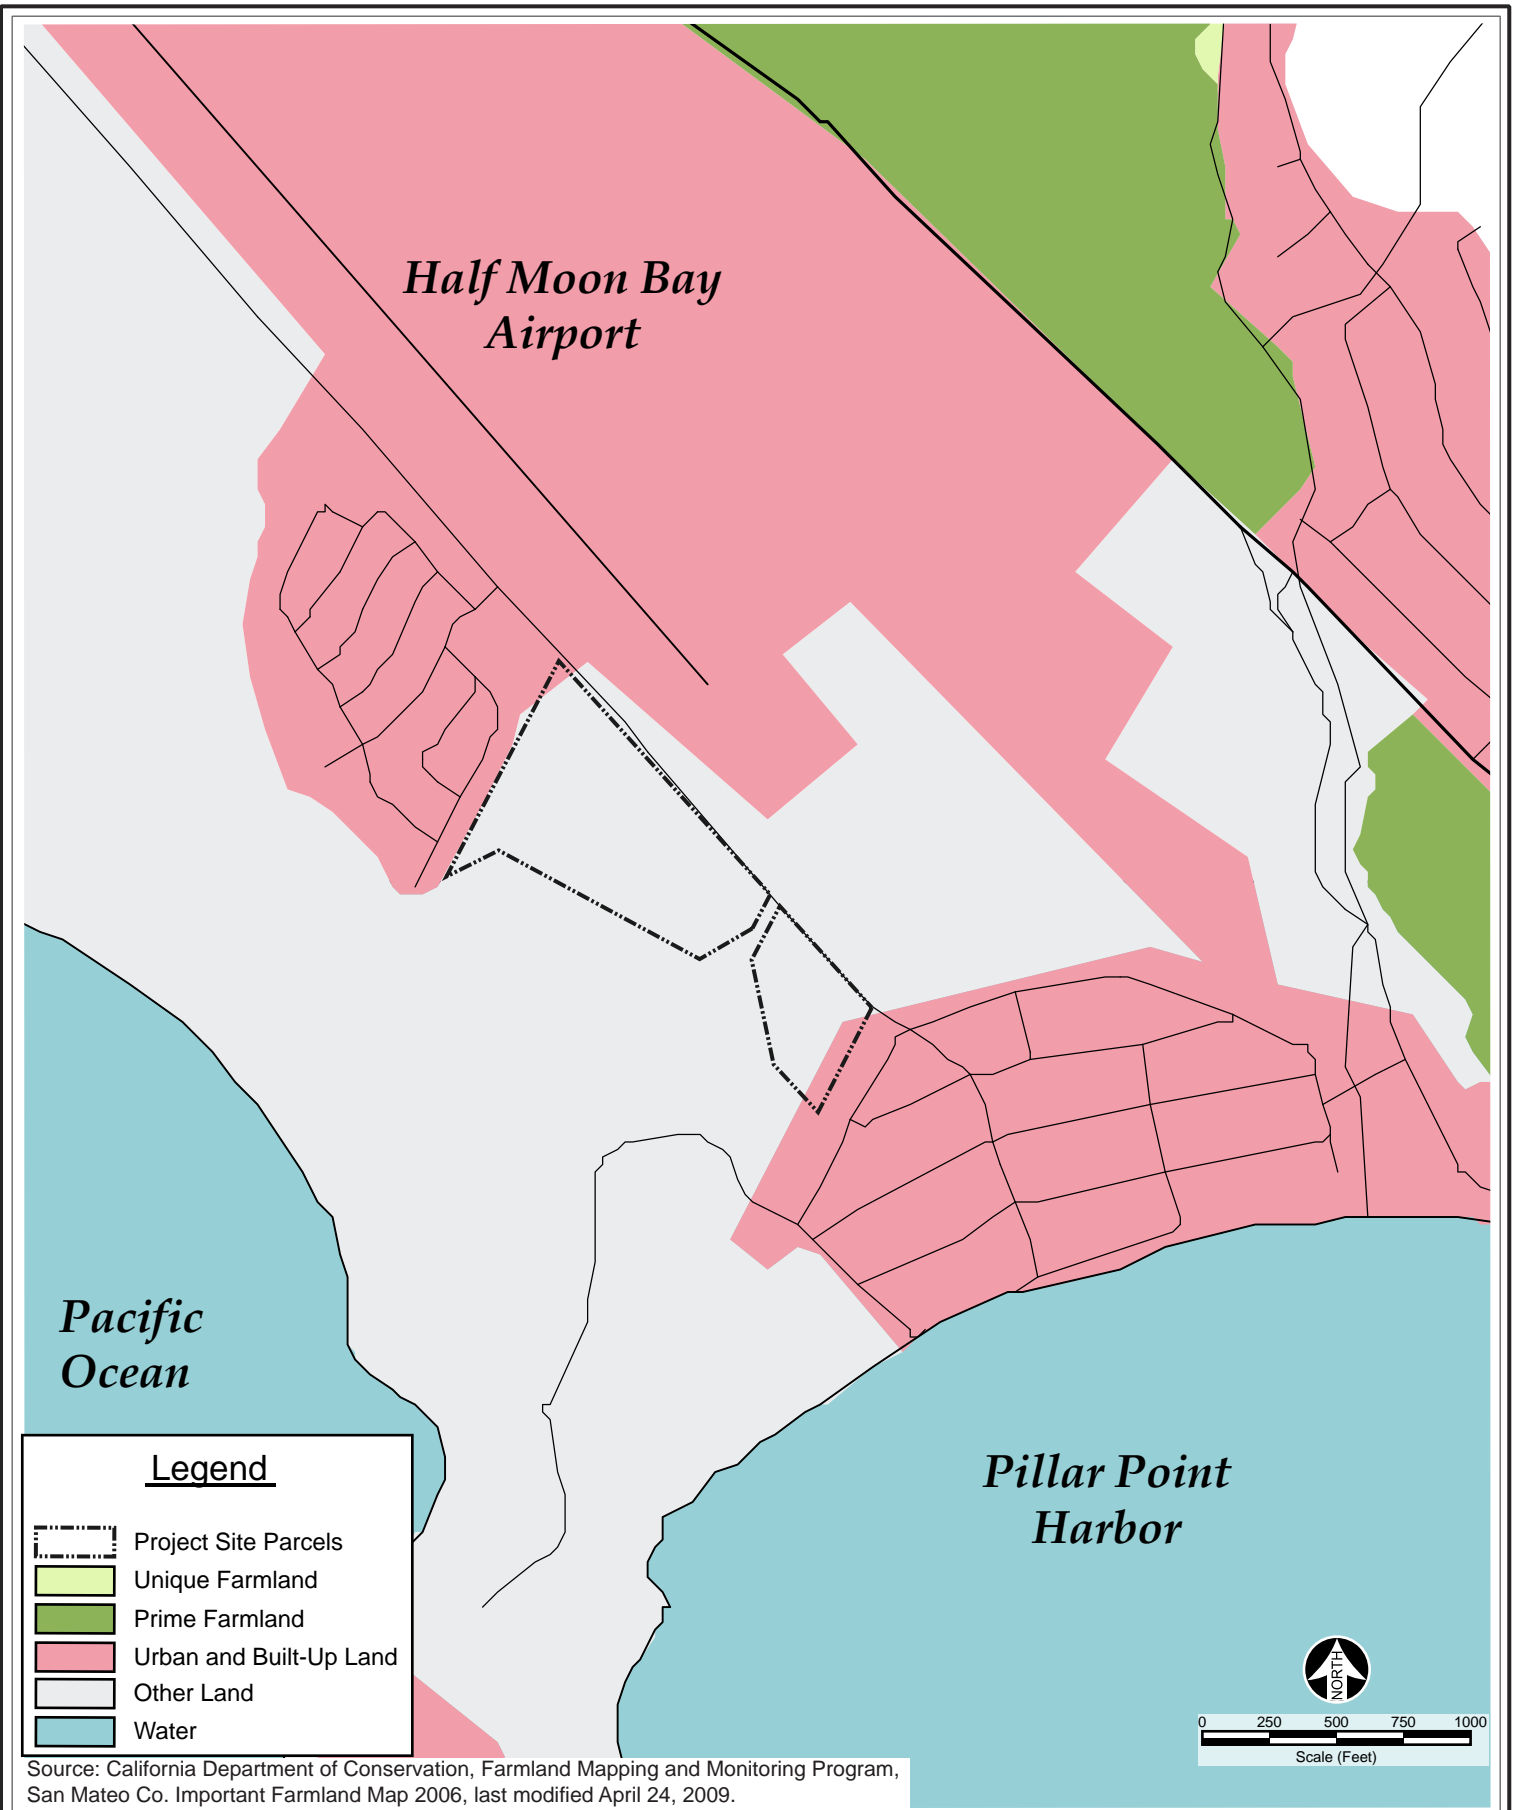 Half Moon Bay
Airport
Pacific
Ocean
Pillar Point
Harbor
Legend
Project Site Parcels
Unique Farmland
Prime Farmland
Urban and Built-Up Land
Other Land
Water
NORTH
0 250 500 750 1000
Scale (Feet)
Source: California Department of Conservation, Farmland Mapping and Monitoring Program,
San Mateo Co. Important Farmland Map 2006, last modified April 24, 2009.